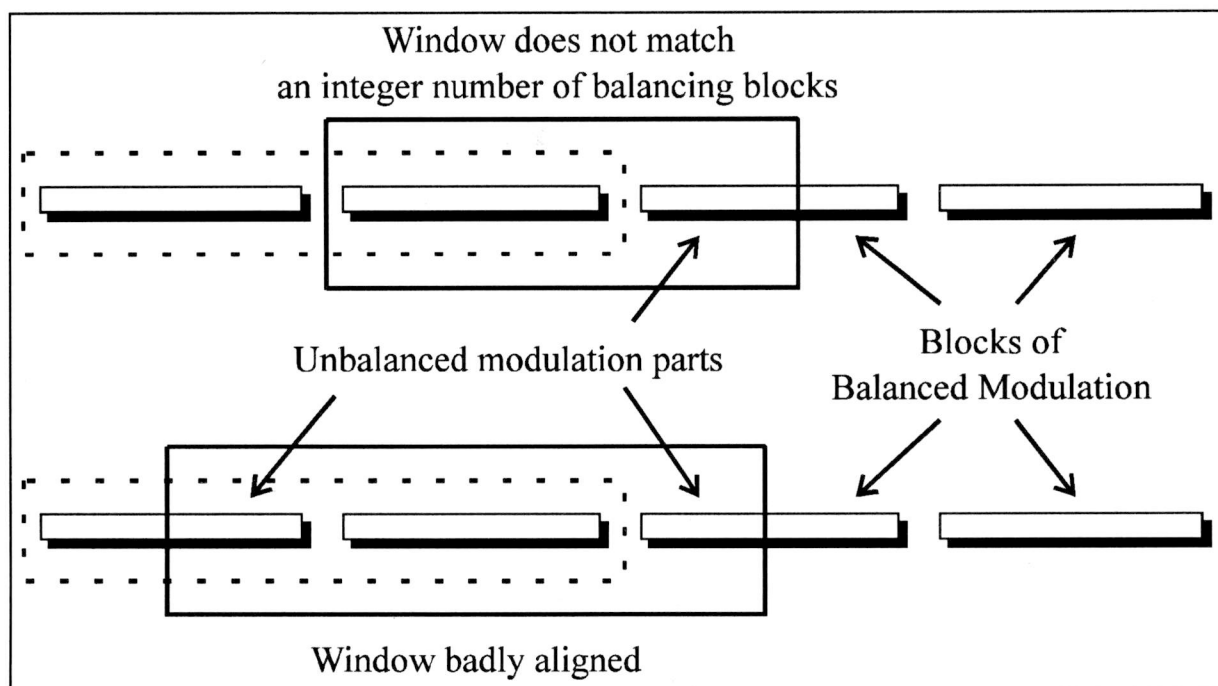 Window does not match
an integer number of balancing blocks
Unbalanced modulation parts
Blocks of
Balanced Modulation
Window badly aligned